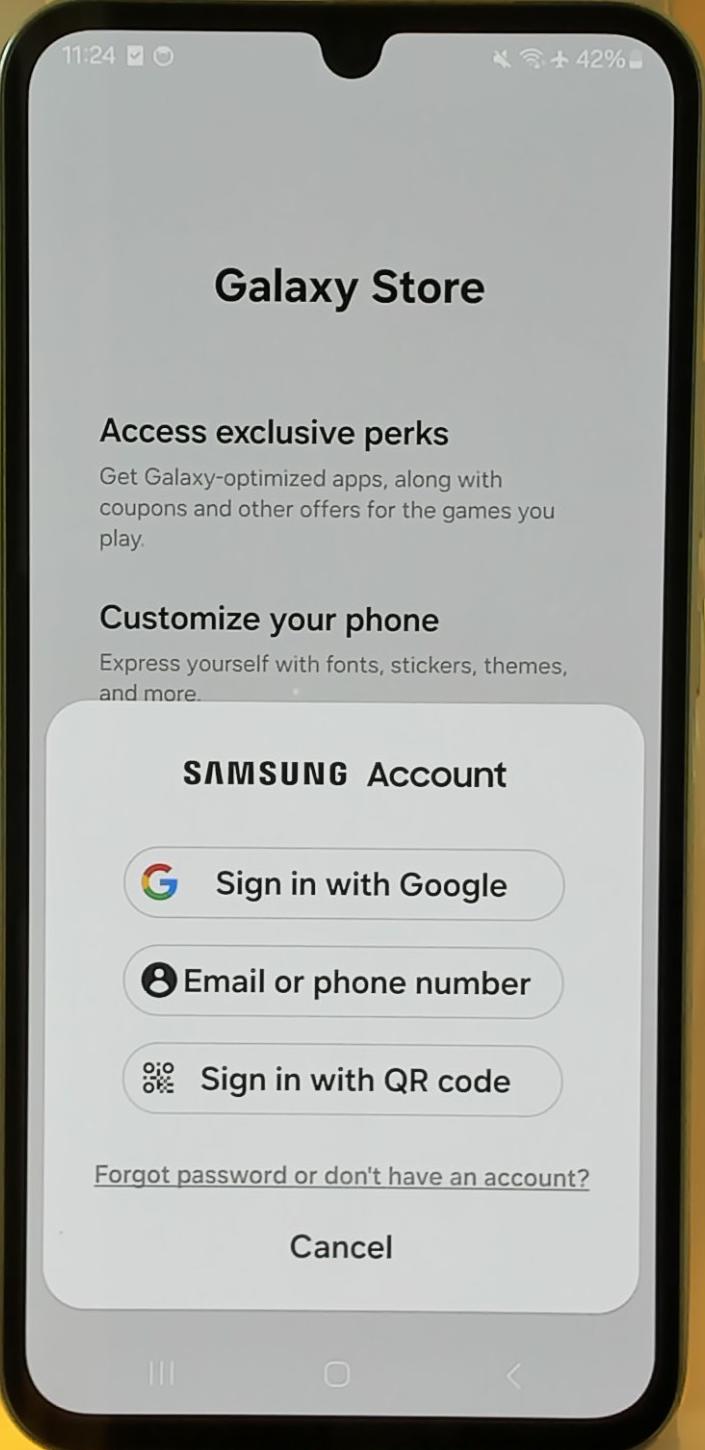 11:24 42%
Galaxy Store
Access exclusive perks
Get Galaxy-optimized apps, along with
coupons and other offers for the games you
play.
Customize your phone
Express yourself with fonts, stickers, themes,
and more.
SAMSUNG Account
Sign in with Google
Email or phone number
Sign in with QR code
Forgot password or don't have an account?
Cancel